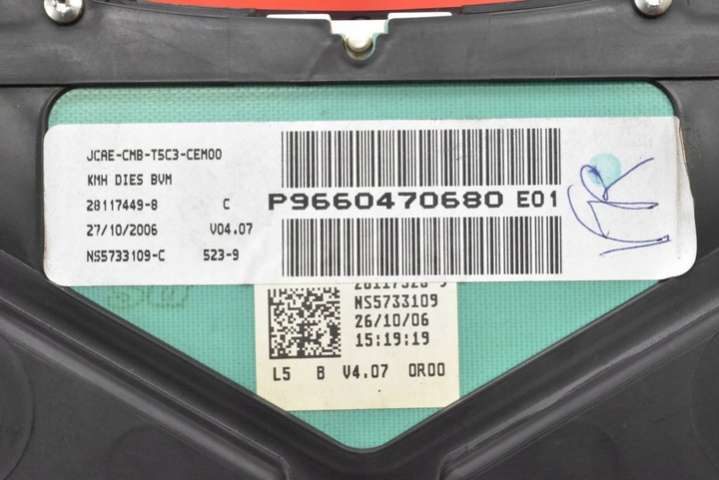 JCAE-CMB-T5C3-CEM00
KMH DIES BVM
28117449-8 C
27/10/2006 V04.07
NS5733109-C 523-9
P9660470680 E01
NS5733109
26/10/06
15:19:19
L5 B V4.07 0R00